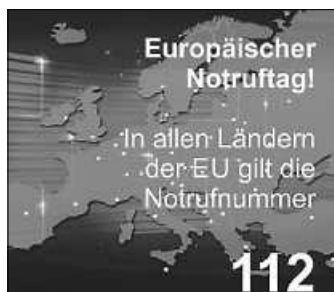 Europäischer
Notruftag!
In allen Ländern
der EU gilt die
Notrufnummer
112